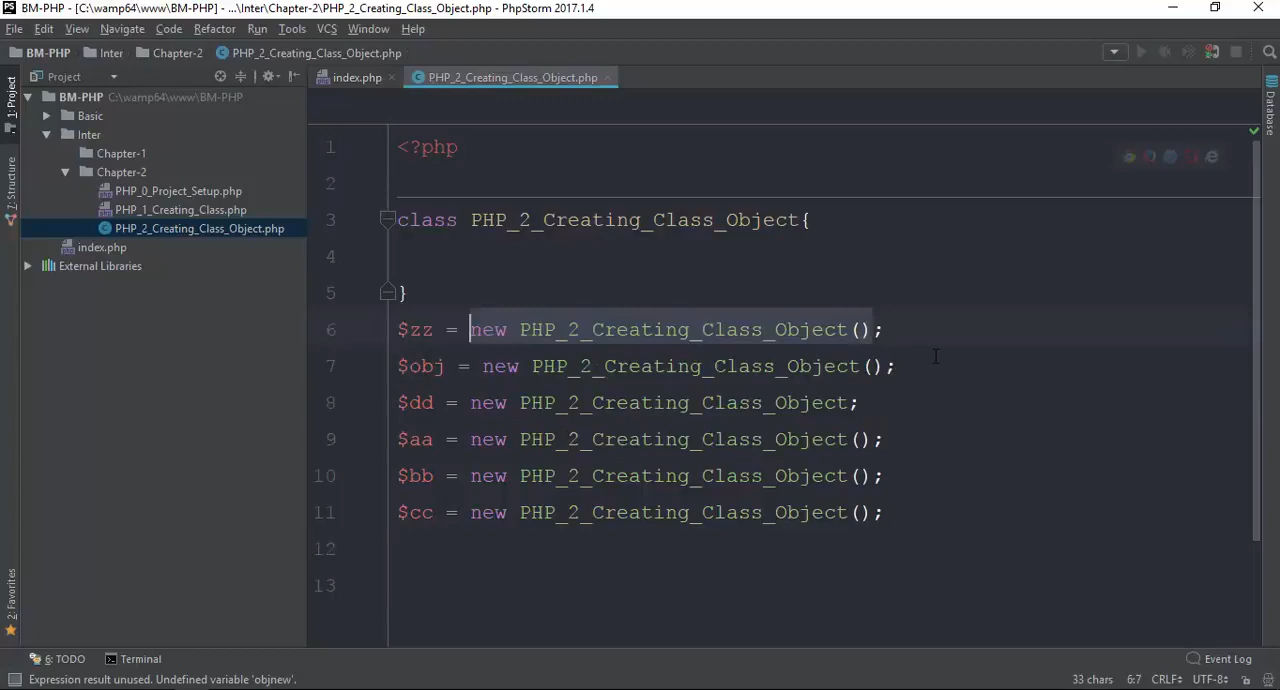 BM-PHP - [C:\wamp64\www\BM-PHP] - ...\Inter\Chapter-2\PHP_2_Creating_Class_Object.php - PhpStorm 2017.1.4
File Edit View Navigate Code Refactor Run Tools VCS Window Help
BM-PHP Inter Chapter-2 PHP_2_Creating_Class_Object.php
Project index.php PHP_2_Creating_Class_Object.php
1: Project
7: Structure
2: Favorites
Database
BM-PHP C:\wamp64\www\BM-PHP
Basic
Inter
Chapter-1
Chapter-2
PHP_0_Project_Setup.php
PHP_1_Creating_Class.php
PHP_2_Creating_Class_Object.php
index.php
External Libraries
1 <?php
2
3 class PHP_2_Creating_Class_Object{
4
5 }
6 $zz = new PHP_2_Creating_Class_Object();
7 $obj = new PHP_2_Creating_Class_Object();
8 $dd = new PHP_2_Creating_Class_Object;
9 $aa = new PHP_2_Creating_Class_Object();
10 $bb = new PHP_2_Creating_Class_Object();
11 $cc = new PHP_2_Creating_Class_Object();
12
13
6: TODO Terminal Event Log
Expression result unused. Undefined variable 'objnew'. 33 chars 6:7 CRLF UTF-8